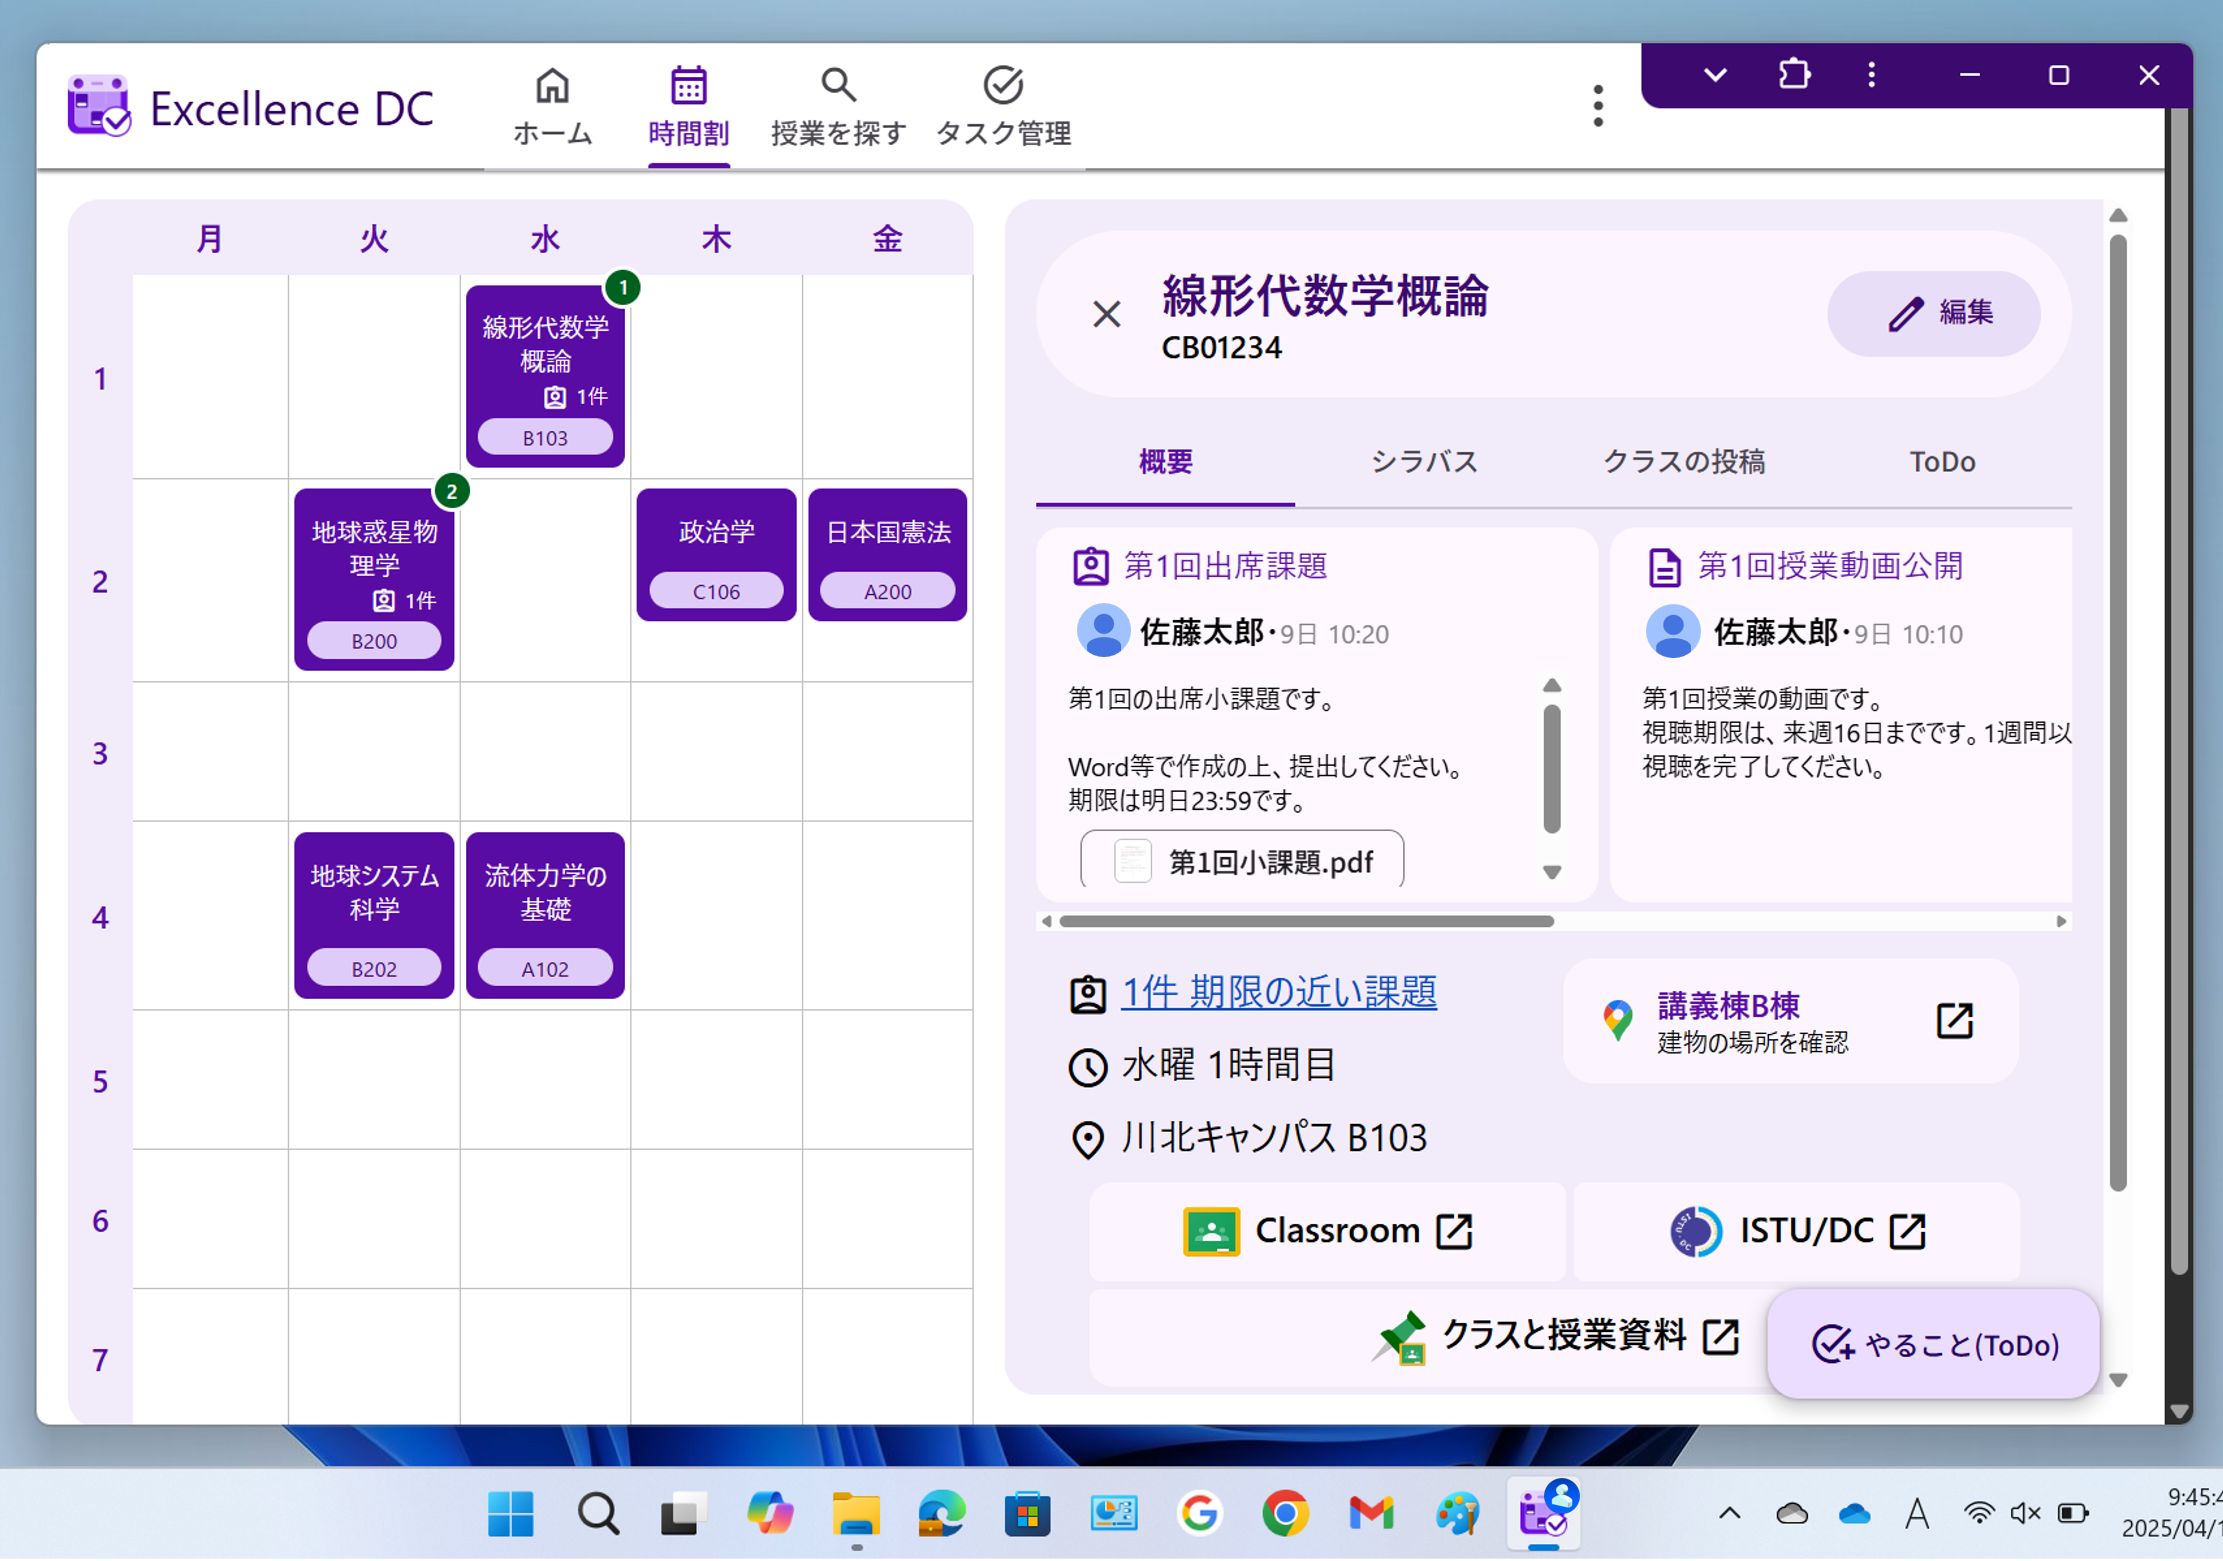 Excellence DC
ホーム
時間割
授業を探す
タスク管理
月 火 水 木 金
1
線形代数学
概論
1件
B103
1
2
地球惑星物
理学
1件
B200
2
政治学
C106
日本国憲法
A200
3
4
地球システム
科学
B202
流体力学の
基礎
A102
5
6
7
線形代数学概論
CB01234
編集
概要
シラバス
クラスの投稿
ToDo
第1回出席課題
佐藤太郎・9日 10:20
第1回の出席小課題です。
Word等で作成の上、提出してください。
期限は明日23:59です。
第1回小課題.pdf
第1回授業動画公開
佐藤太郎・9日 10:10
第1回授業の動画です。
視聴期限は、来週16日までです。1週間以
視聴を完了してください。
1件 期限の近い課題
水曜 1時間目
川北キャンパス B103
講義棟B棟
建物の場所を確認
Classroom
ISTU/DC
クラスと授業資料
やること(ToDo)
A
9:45:4
2025/04/1